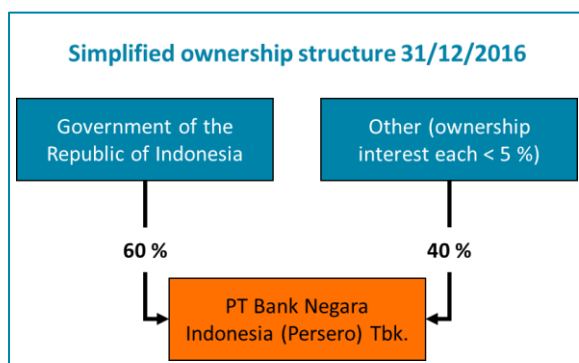 Simplified ownership structure 31/12/2016
Government of the
Republic of Indonesia
Other (ownership
interest each < 5 %)
60 %
40 %
PT Bank Negara
Indonesia (Persero) Tbk.